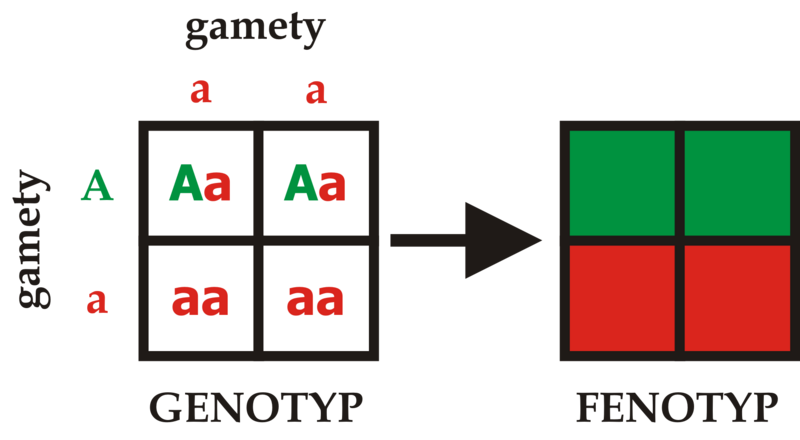 gamety
a a
gamety
A Aa Aa
a aa aa
GENOTYP
FENOTYP